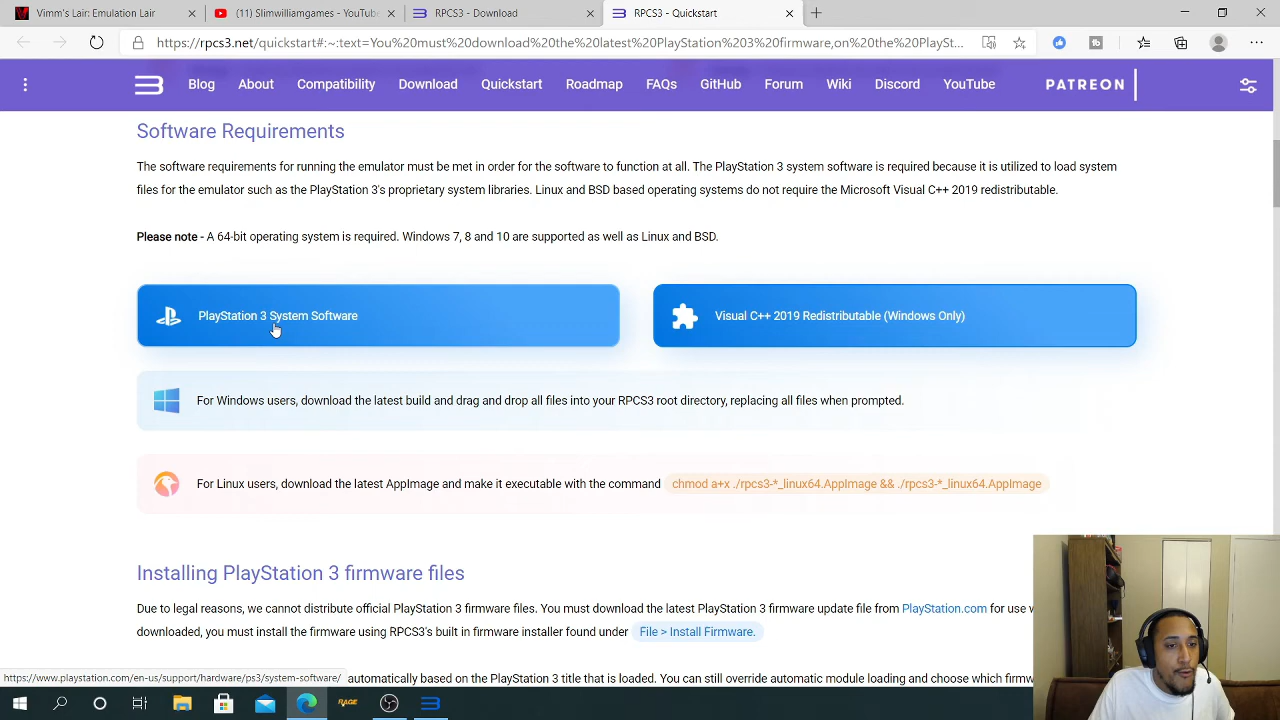 Vimm's Lair: Emulation Lair
(11) Slimwilliamgames - YouTube
RPCS3 - Download
RPCS3 - Quickstart
https://rpcs3.net/quickstart#:~:text=You%20must%20download%20the%20latest%20PlayStation%203%20firmware,on%20the%20PlaySt...
Blog About Compatibility Download Quickstart Roadmap FAQs GitHub Forum Wiki Discord YouTube PATREON
Software Requirements
The software requirements for running the emulator must be met in order for the software to function at all. The PlayStation 3 system software is required because it is utilized to load system
files for the emulator such as the PlayStation 3's proprietary system libraries. Linux and BSD based operating systems do not require the Microsoft Visual C++ 2019 redistributable.
Please note - A 64-bit operating system is required. Windows 7, 8 and 10 are supported as well as Linux and BSD.
PlayStation 3 System Software
Visual C++ 2019 Redistributable (Windows Only)
For Windows users, download the latest build and drag and drop all files into your RPCS3 root directory, replacing all files when prompted.
For Linux users, download the latest AppImage and make it executable with the command chmod a+x ./rpcs3-*_linux64.AppImage && ./rpcs3-*_linux64.AppImage
Installing PlayStation 3 firmware files
Due to legal reasons, we cannot distribute official PlayStation 3 firmware files. You must download the latest PlayStation 3 firmware update file from PlayStation.com for use
downloaded, you must install the firmware using RPCS3's built in firmware installer found under File > Install Firmware.
https://www.playstation.com/en-us/support/hardware/ps3/system-software/
automatically based on the PlayStation 3 title that is loaded. You can still override automatic module loading and choose which
RAGE